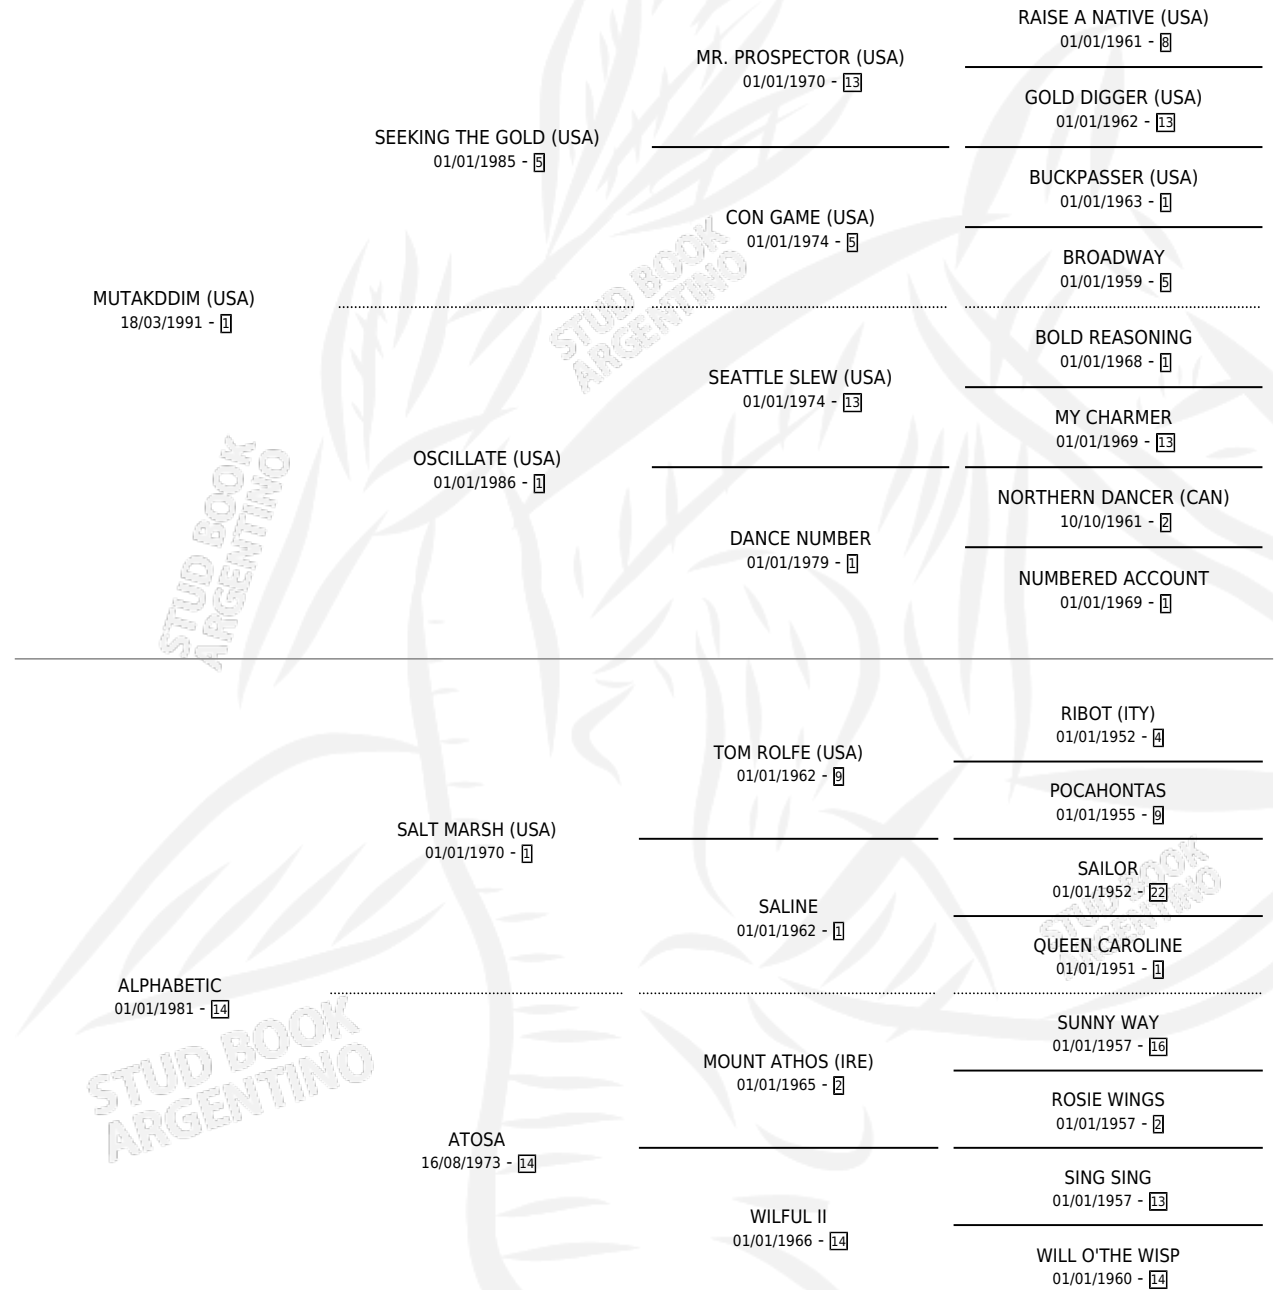 RAISE A NATIVE (USA)
01/01/1961 - 8
MR. PROSPECTOR (USA)
01/01/1970 - 13
GOLD DIGGER (USA)
01/01/1962 - 13
SEEKING THE GOLD (USA)
01/01/1985 - 5
BUCKPASSER (USA)
01/01/1963 - 1
CON GAME (USA)
01/01/1974 - 5
BROADWAY
01/01/1959 - 5
MUTAKDDIM (USA)
18/03/1991 - 1
BOLD REASONING
01/01/1968 - 1
SEATTLE SLEW (USA)
01/01/1974 - 13
MY CHARMER
01/01/1969 - 13
OSCILLATE (USA)
01/01/1986 - 1
NORTHERN DANCER (CAN)
10/10/1961 - 2
DANCE NUMBER
01/01/1979 - 1
NUMBERED ACCOUNT
01/01/1969 - 1
RIBOT (ITY)
01/01/1952 - 4
TOM ROLFE (USA)
01/01/1962 - 9
POCAHONTAS
01/01/1955 - 9
SALT MARSH (USA)
01/01/1970 - 1
SAILOR
01/01/1952 - 22
SALINE
01/01/1962 - 1
QUEEN CAROLINE
01/01/1951 - 1
ALPHABETIC
01/01/1981 - 14
SUNNY WAY
01/01/1957 - 16
MOUNT ATHOS (IRE)
01/01/1965 - 2
ROSIE WINGS
01/01/1957 - 2
ATOSA
16/08/1973 - 14
SING SING
01/01/1957 - 13
WILFUL II
01/01/1966 - 14
WILL O'THE WISP
01/01/1960 - 14
STUD BOOK
ARGENTINO
STUD BOOK
ARGENTINO
STUD BOOK
ARGENTINO
STUD BOOK
ARGENTINO